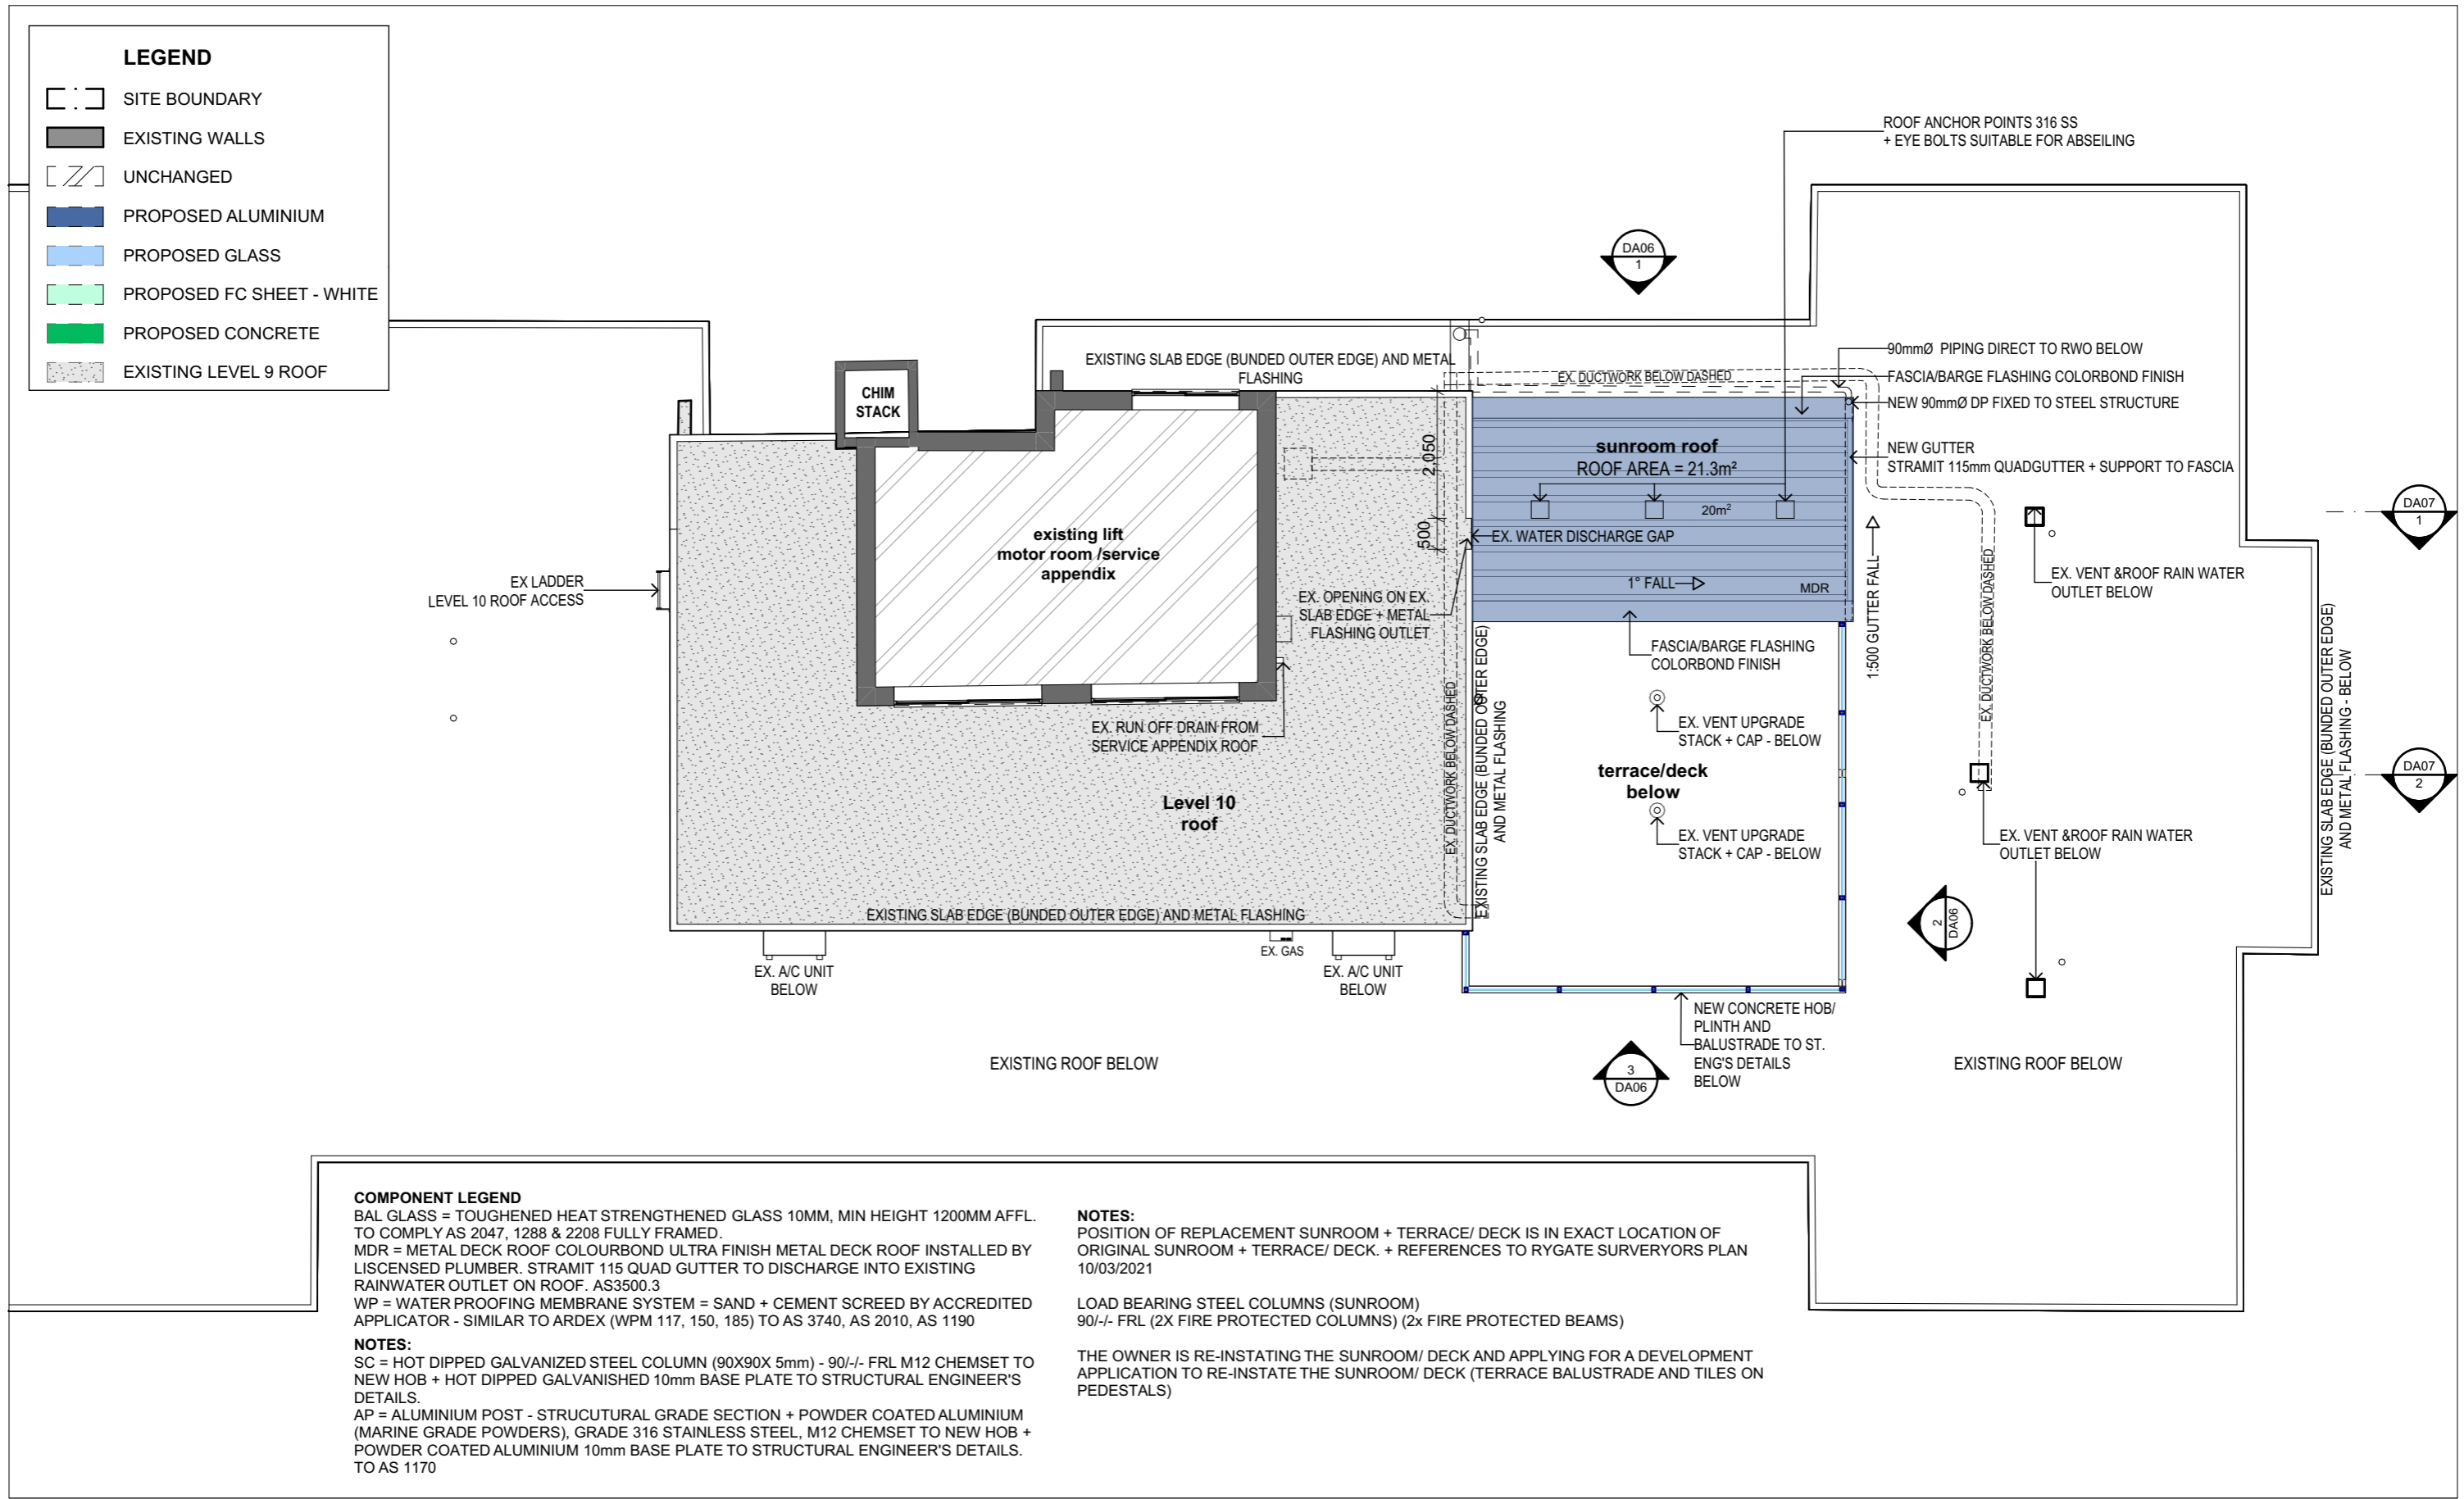 LEGEND
SITE BOUNDARY
EXISTING WALLS
UNCHANGED
PROPOSED ALUMINIUM
PROPOSED GLASS
PROPOSED FC SHEET - WHITE
PROPOSED CONCRETE
EXISTING LEVEL 9 ROOF
ROOF ANCHOR POINTS 316 SS
+ EYE BOLTS SUITABLE FOR ABSEILING
DA06
1
EXISTING SLAB EDGE (BUNDED OUTER EDGE) AND METAL
FLASHING
EX. DUCTWORK BELOW DASHED
90mmØ PIPING DIRECT TO RWO BELOW
FASCIA/BARGE FLASHING COLORBOND FINISH
NEW 90mmØ DP FIXED TO STEEL STRUCTURE
NEW GUTTER
STRAMIT 115mm QUADGUTTER + SUPPORT TO FASCIA
CHIM
STACK
sunroom roof
ROOF AREA = 21.3m²
20m²
2,050
500
EX. WATER DISCHARGE GAP
1° FALL
MDR
existing lift
motor room /service
appendix
EX LADDER
LEVEL 10 ROOF ACCESS
EX. OPENING ON EX.
SLAB EDGE + METAL
FLASHING OUTLET
FASCIA/BARGE FLASHING
COLORBOND FINISH
1:500 GUTTER FALL
EX. DUCTWORK BELOW DASHED
DA07
1
EX. VENT &ROOF RAIN WATER
OUTLET BELOW
EX. RUN OFF DRAIN FROM
SERVICE APPENDIX ROOF
EX. DUCTWORK BELOW DASHED
EXISTING SLAB EDGE (BUNDED OUTER EDGE)
AND METAL FLASHING
EX. VENT UPGRADE
STACK + CAP - BELOW
terrace/deck
below
EX. VENT UPGRADE
STACK + CAP - BELOW
DA07
2
EXISTING SLAB EDGE (BUNDED OUTER EDGE)
AND METAL FLASHING - BELOW
EX. VENT &ROOF RAIN WATER
OUTLET BELOW
Level 10
roof
EXISTING SLAB EDGE (BUNDED OUTER EDGE) AND METAL FLASHING
2
DA06
EX. A/C UNIT
BELOW
EX. GAS
EX. A/C UNIT
BELOW
NEW CONCRETE HOB/
PLINTH AND
BALUSTRADE TO ST.
ENG'S DETAILS
BELOW
3
DA06
EXISTING ROOF BELOW
EXISTING ROOF BELOW
COMPONENT LEGEND
BAL GLASS = TOUGHENED HEAT STRENGTHENED GLASS 10MM, MIN HEIGHT 1200MM AFFL.
TO COMPLY AS 2047, 1288 & 2208 FULLY FRAMED.
MDR = METAL DECK ROOF COLOURBOND ULTRA FINISH METAL DECK ROOF INSTALLED BY
LISCENSED PLUMBER. STRAMIT 115 QUAD GUTTER TO DISCHARGE INTO EXISTING
RAINWATER OUTLET ON ROOF. AS3500.3
WP = WATER PROOFING MEMBRANE SYSTEM = SAND + CEMENT SCREED BY ACCREDITED
APPLICATOR - SIMILAR TO ARDEX (WPM 117, 150, 185) TO AS 3740, AS 2010, AS 1190
NOTES:
SC = HOT DIPPED GALVANIZED STEEL COLUMN (90X90X 5mm) - 90/-/- FRL M12 CHEMSET TO
NEW HOB + HOT DIPPED GALVANISHED 10mm BASE PLATE TO STRUCTURAL ENGINEER'S
DETAILS.
AP = ALUMINIUM POST - STRUCUTURAL GRADE SECTION + POWDER COATED ALUMINIUM
(MARINE GRADE POWDERS), GRADE 316 STAINLESS STEEL, M12 CHEMSET TO NEW HOB +
POWDER COATED ALUMINIUM 10mm BASE PLATE TO STRUCTURAL ENGINEER'S DETAILS.
TO AS 1170
NOTES:
POSITION OF REPLACEMENT SUNROOM + TERRACE/ DECK IS IN EXACT LOCATION OF
ORIGINAL SUNROOM + TERRACE/ DECK. + REFERENCES TO RYGATE SURVERYORS PLAN
10/03/2021
LOAD BEARING STEEL COLUMNS (SUNROOM)
90/-/- FRL (2X FIRE PROTECTED COLUMNS) (2x FIRE PROTECTED BEAMS)
THE OWNER IS RE-INSTATING THE SUNROOM/ DECK AND APPLYING FOR A DEVELOPMENT
APPLICATION TO RE-INSTATE THE SUNROOM/ DECK (TERRACE BALUSTRADE AND TILES ON
PEDESTALS)